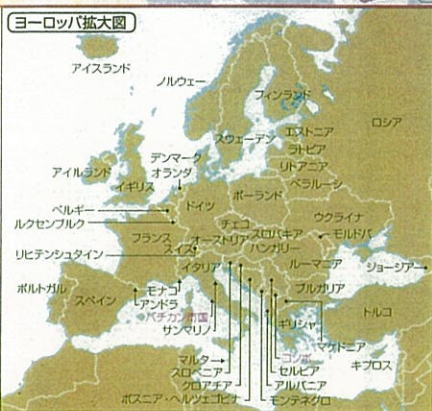 ヨーロッパ拡大図
アイスランド
ノルウェー
フィンランド
ロシア
スウェーデン
エストニア
ラトビア
リトアニア
デンマーク
オランダ
アイルランド
イギリス
ベラルーシ
ポーランド
ドイツ
ベルギー
ルクセンブルク
ウクライナ
チェコ
スロバキア
モルドバ
フランス
オーストリア
ハンガリー
スイス
リヒテンシュタイン
ルーマニア
イタリア
ジョージア
ポルトガル
スペイン
モナコ
アンドラ
ブルガリア
バチカン市国
サンマリノ
トルコ
ギリシャ
マケドニア
マルタ
コソボ
キプロス
スロベニア
セルビア
クロアチア
アルバニア
ボスニア・ヘルツェゴビナ
モンテネグロ